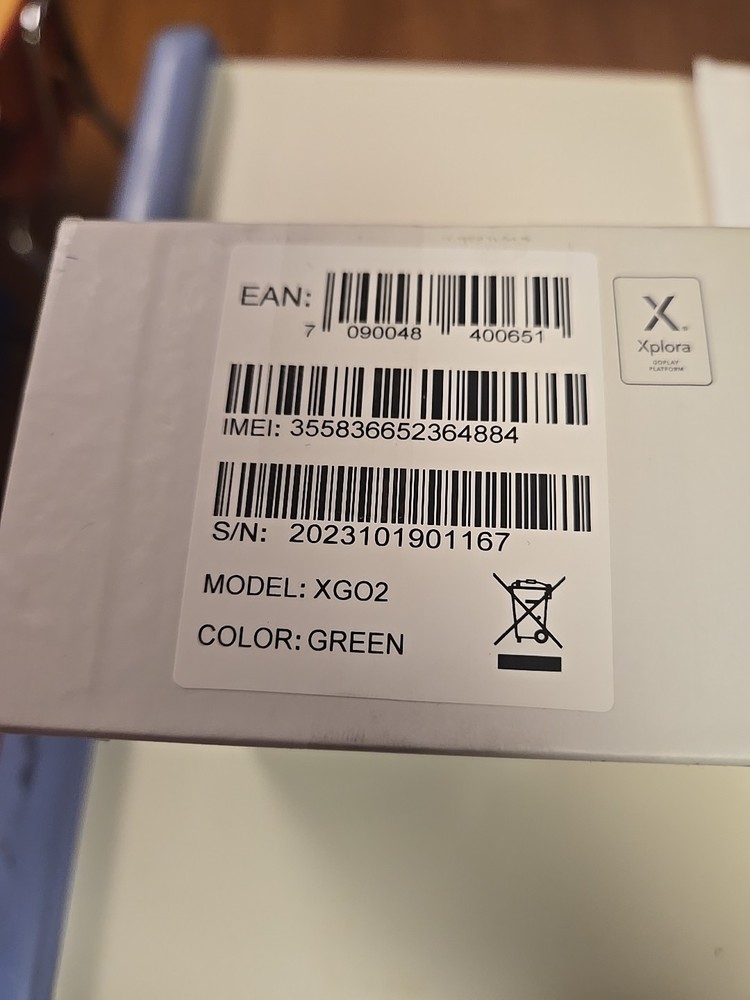 EAN:
7 090048 400651
IMEI: 355836652364884
S/N: 2023101901167
MODEL: XGO2
COLOR: GREEN
X
Xplora
GOPLAY
PLATFORM